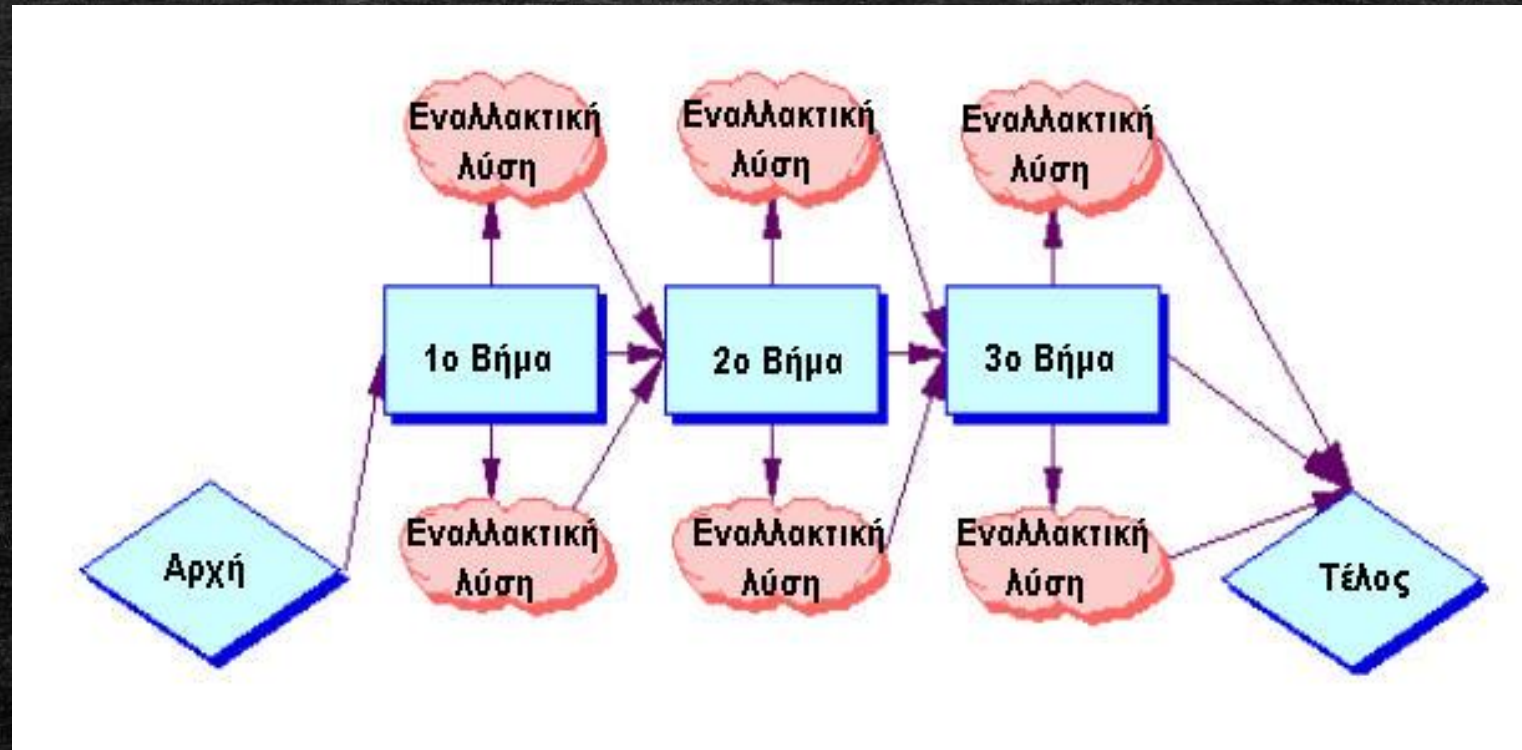 Εναλλακτική
λύση
Εναλλακτική
λύση
Εναλλακτική
λύση
1ο Βήμα
2ο Βήμα
3ο Βήμα
Αρχή
Εναλλακτική
λύση
Εναλλακτική
λύση
Εναλλακτική
λύση
Τέλος